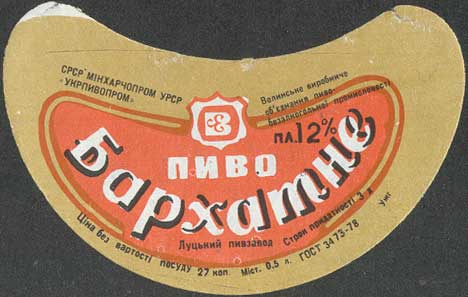 СРСР МІНХАРЧОПРОМ УРСР
«УКРПИВОПРОМ»
Волинське виробниче
об'єднання пиво-
безалкогольної промисловості
ПЛ.12%
ПИВО
Бархатне
Луцький пивзавод Строк придатності 3 д
Ціна без вартості посуду 27 коп. Міст. 0,5 л. ГОСТ 3473-78